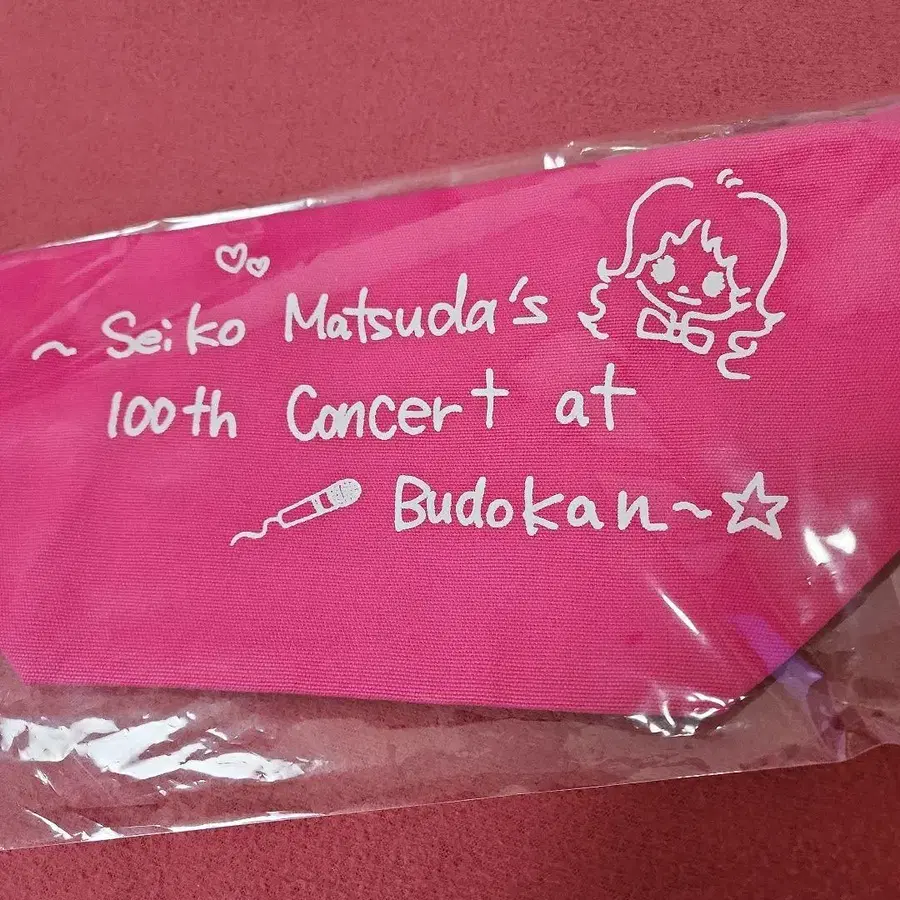 ~ Seiko Matsuda's
100th Concert at
Budokan~☆